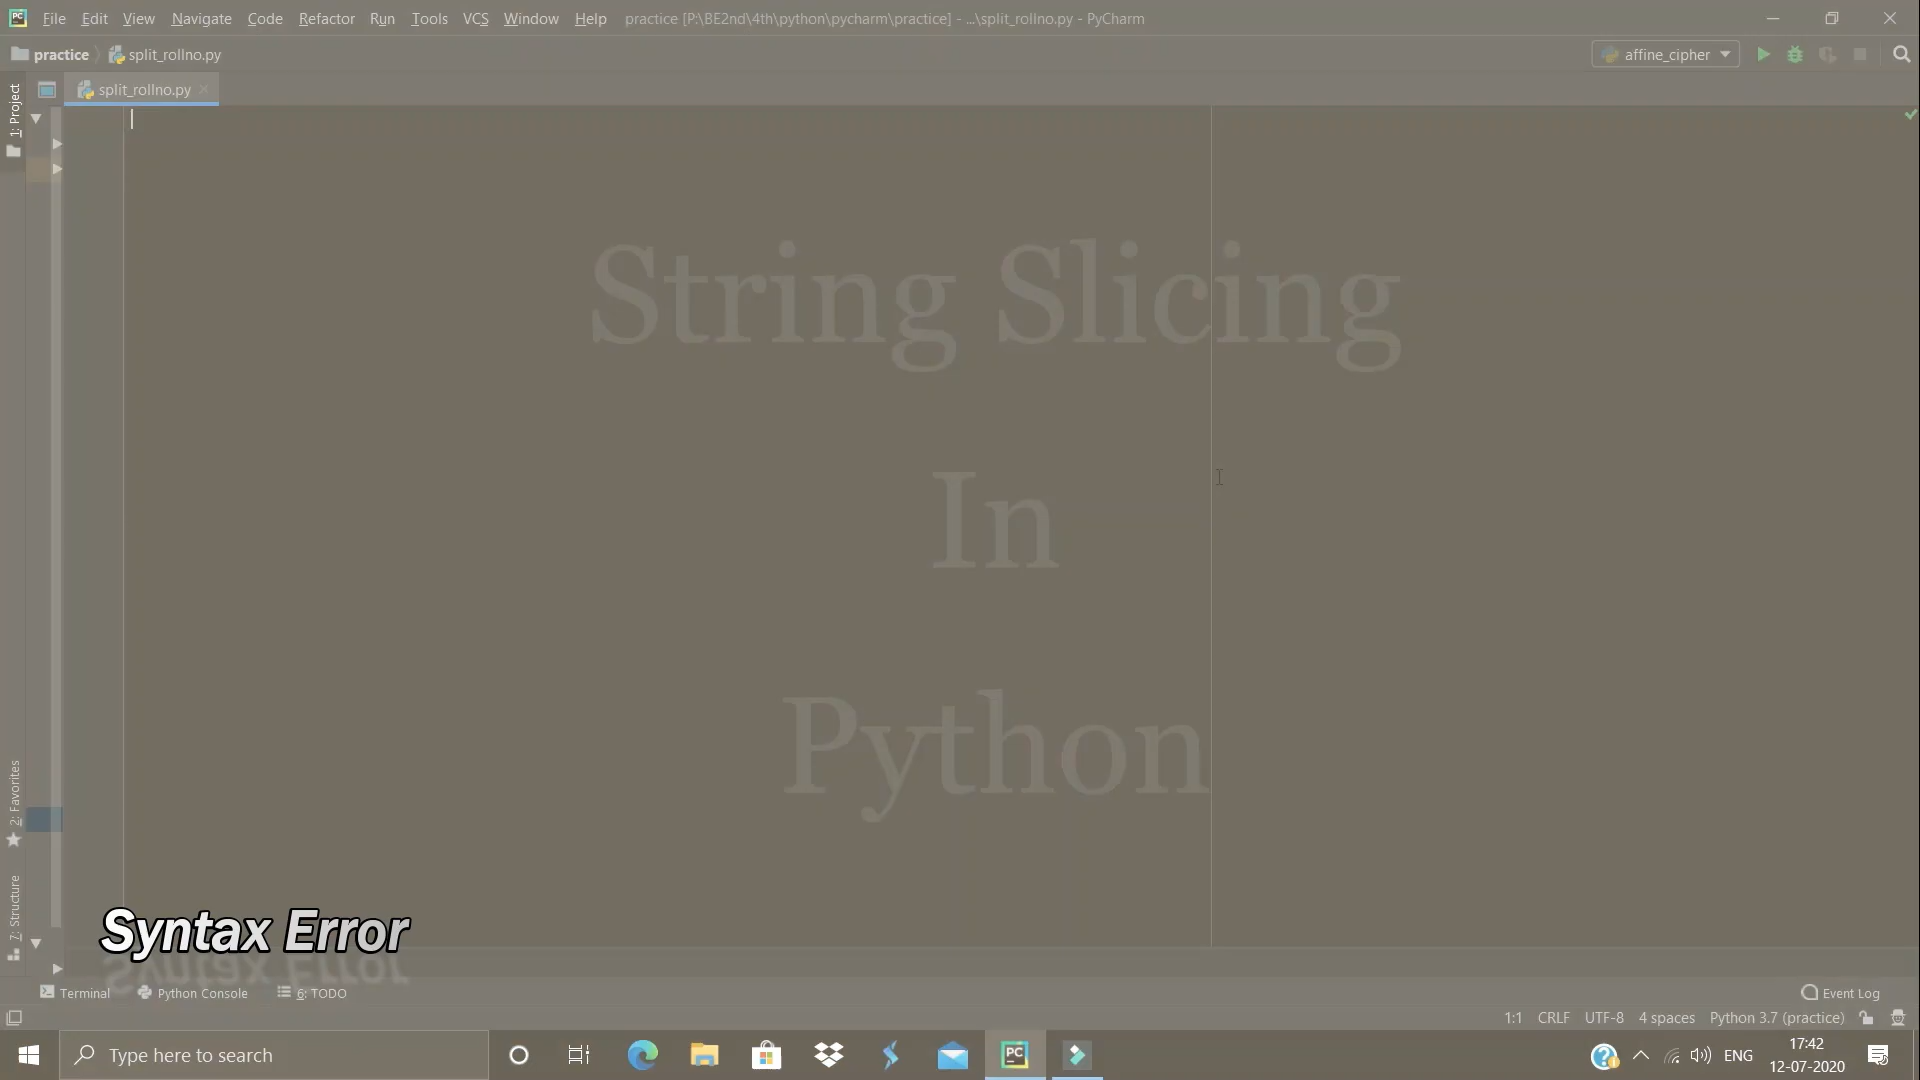 File Edit View Navigate Code Refactor Run Tools VCS Window Help practice [P:\BE2nd\4th\python\pycharm\practice] - ...\split_rollno.py - PyCharm
practice split_rollno.py affine_cipher
split_rollno.py
1: Project
String Slicing
In
Python
2: Favorites
7: Structure
Syntax Error
Terminal Python Console 6: TODO Event Log
1:1 CRLF UTF-8 4 spaces Python 3.7 (practice)
Type here to search PC ENG 17:42
12-07-2020